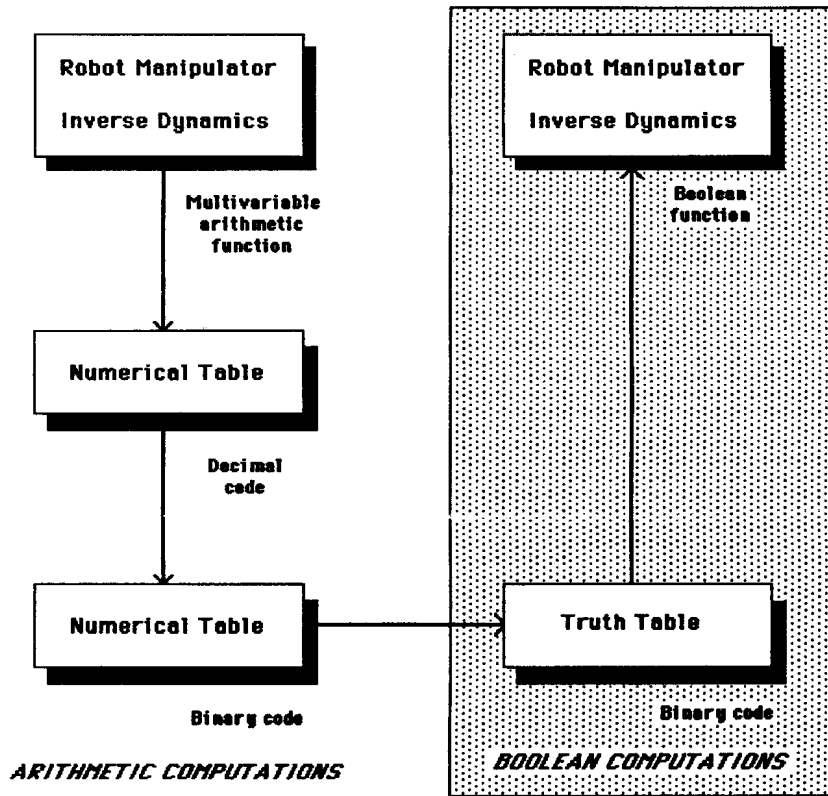 Robot Manipulator
Inverse Dynamics
Multivariable
arithmetic
function
Numerical Table
Decimal
code
Numerical Table
Binary code
ARITHMETIC COMPUTATIONS
Robot Manipulator
Inverse Dynamics
Boolean
function
Truth Table
Binary code
BOOLEAN COMPUTATIONS